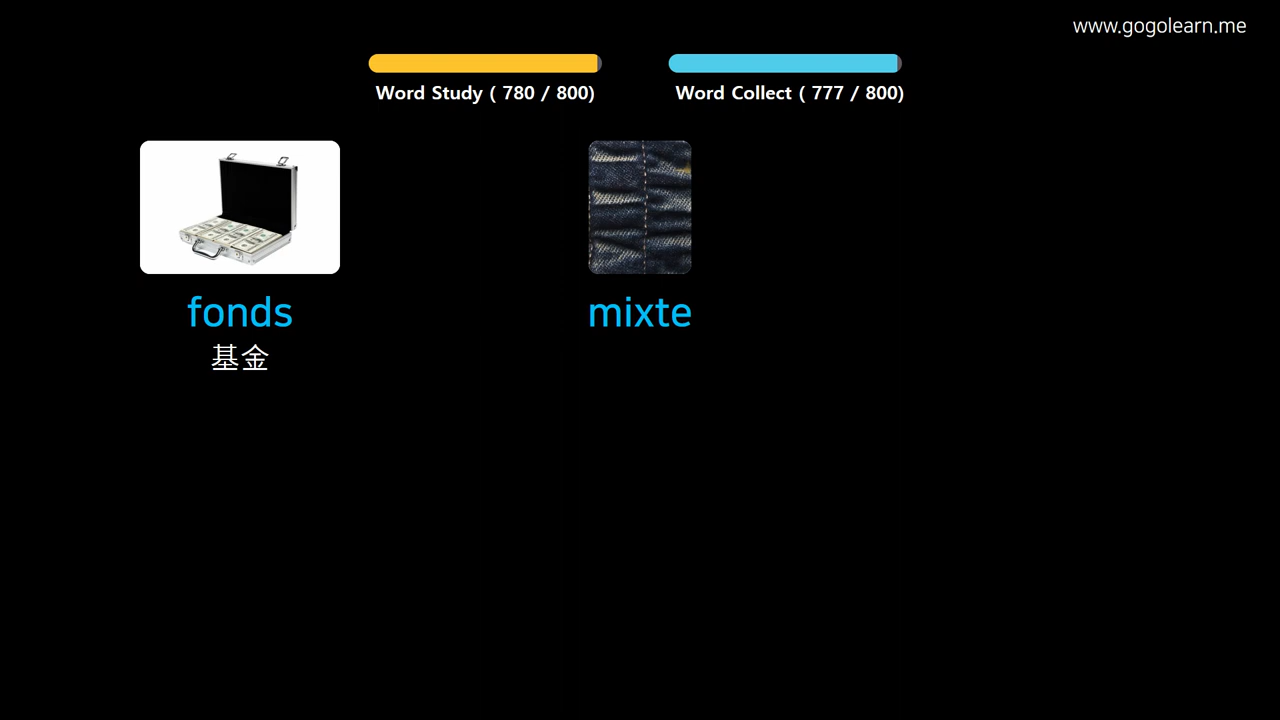 www.gogolearn.me
Word Study ( 780 / 800)
Word Collect ( 777 / 800)
fonds
基金
mixte